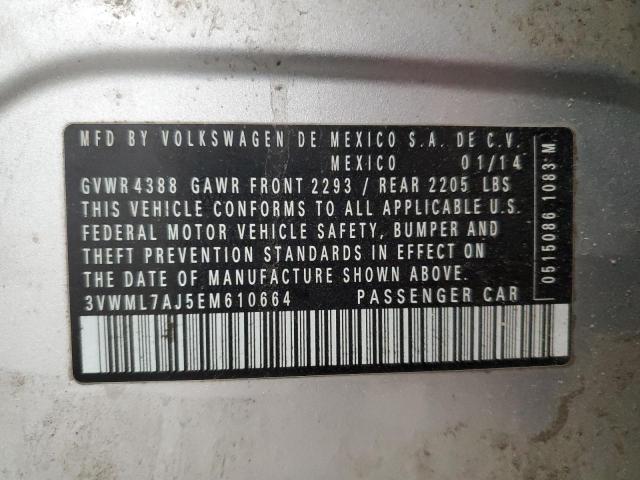 MFD BY VOLKSWAGEN DE MEXICO S.A. DE C.V.
MEXICO 01/14
GVWR 4388 GAWR FRONT 2293 / REAR 2205 LBS
THIS VEHICLE CONFORMS TO ALL APPLICABLE U.S.
FEDERAL MOTOR VEHICLE SAFETY, BUMPER AND
THEFT PREVENTION STANDARDS IN EFFECT ON
THE DATE OF MANUFACTURE SHOWN ABOVE.
3VWML7AJ5EM610664 PASSENGER CAR
0515086 1083 M